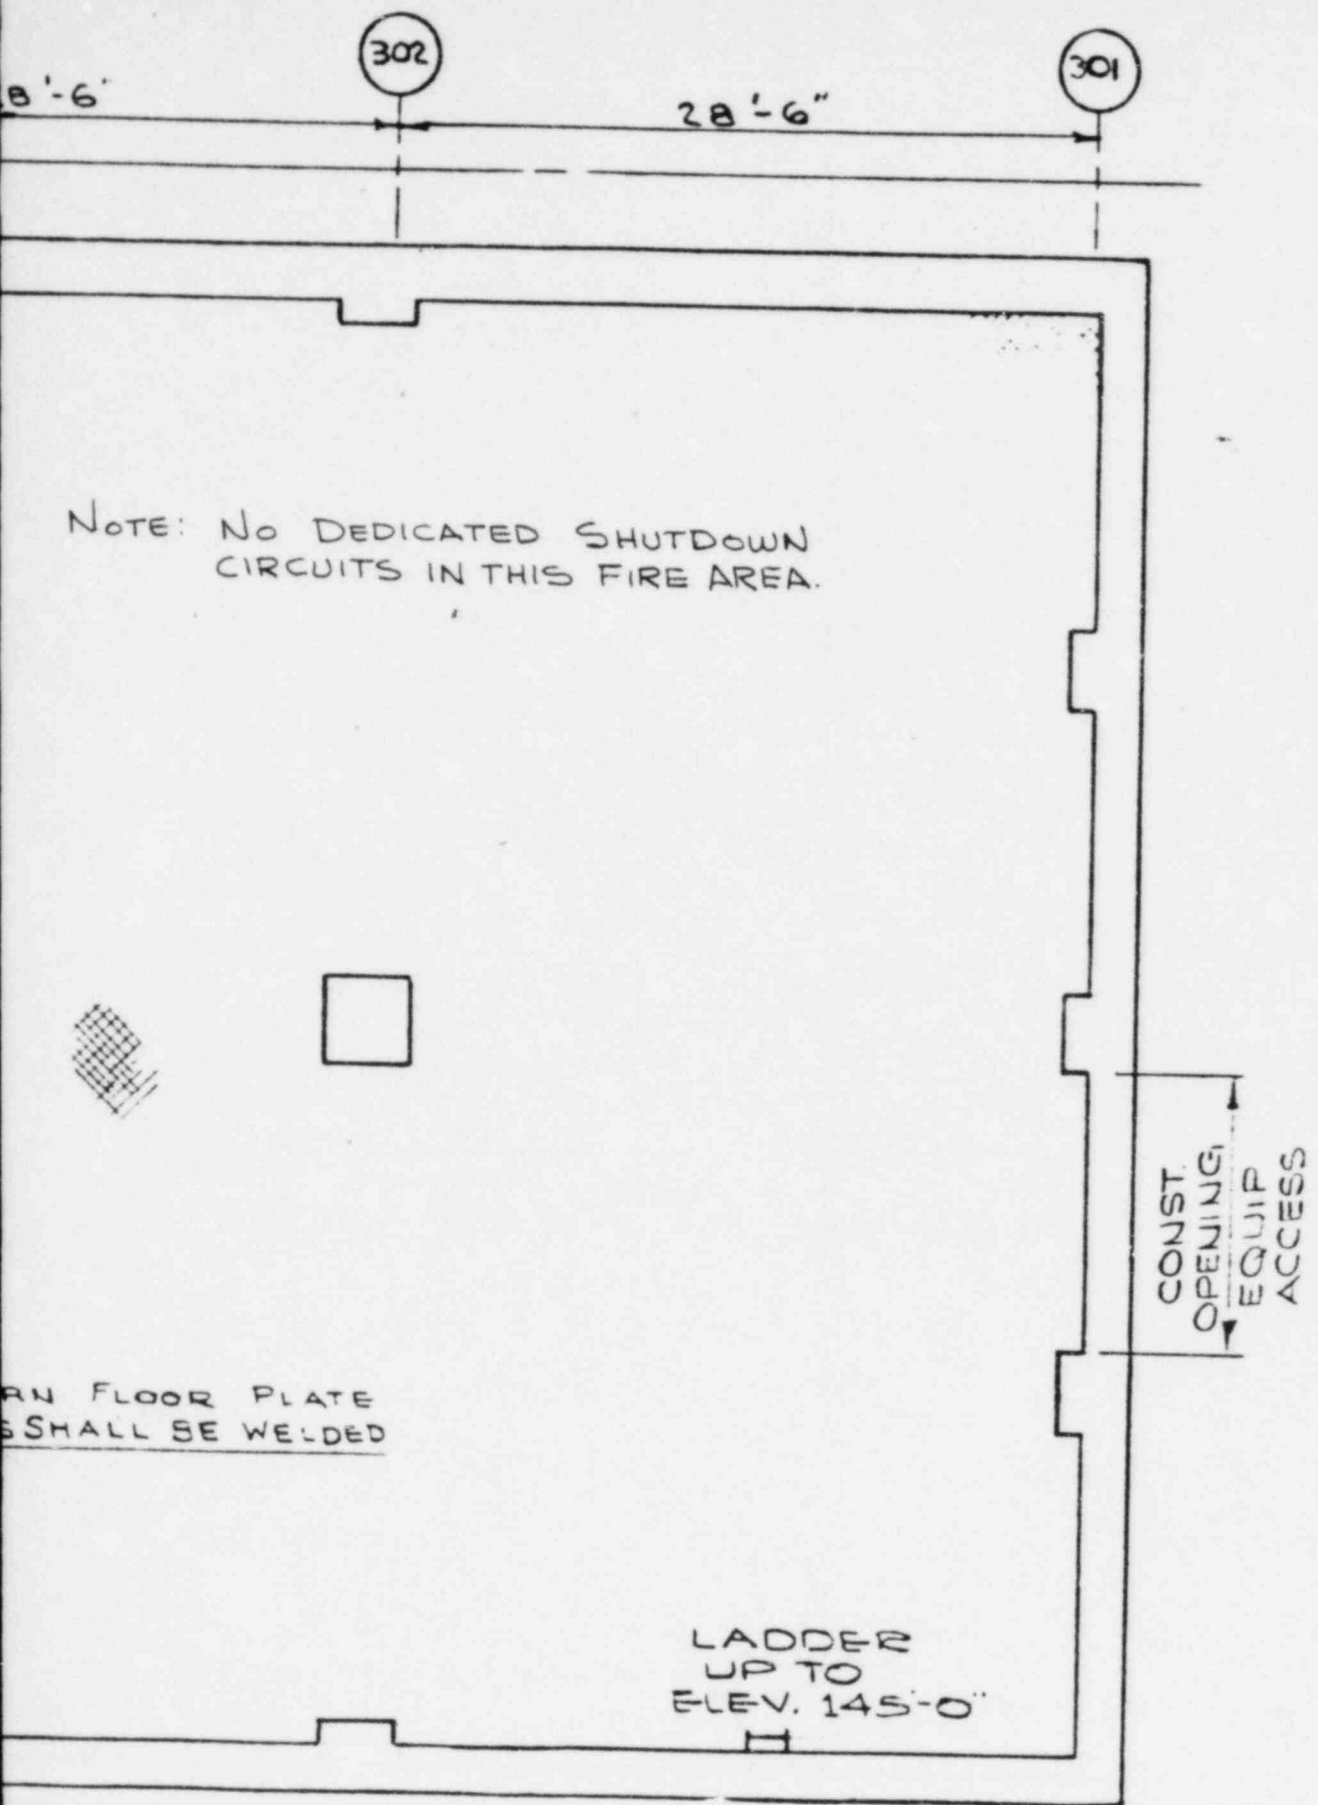 302
301
8'-6"
28'-6"
NOTE: NO DEDICATED SHUTDOWN
CIRCUITS IN THIS FIRE AREA.
CONST.
OPENING,
EQUIP
ACCESS
FLOOR PLATE
SHALL BE WELDED
LADDER
UP TO
ELEV. 145'-0"